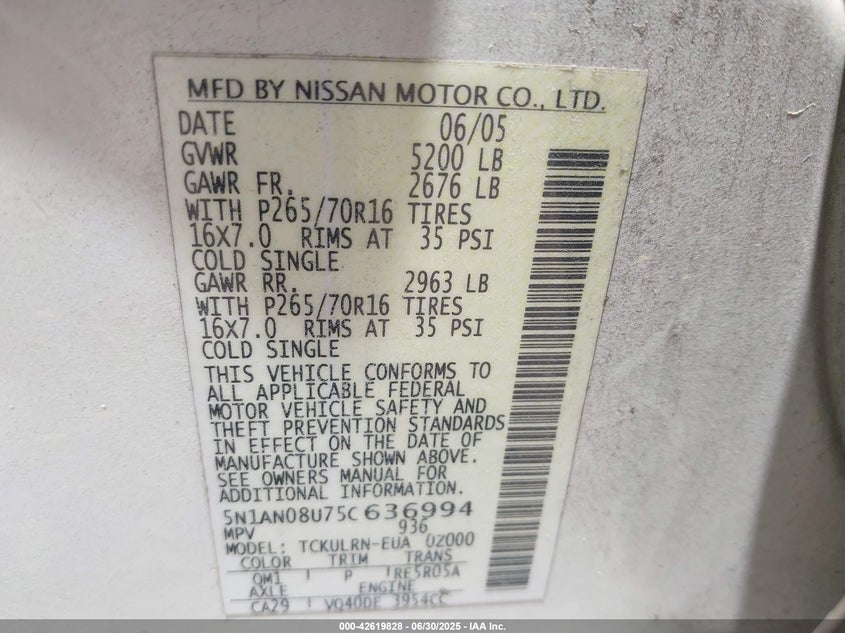 MFD BY NISSAN MOTOR CO., LTD.
DATE 06/05
GVWR 5200 LB
GAWR FR. 2676 LB
WITH P265/70R16 TIRES
16X7.0 RIMS AT 35 PSI
COLD SINGLE
GAWR RR. 2963 LB
WITH P265/70R16 TIRES
16X7.0 RIMS AT 35 PSI
COLD SINGLE
THIS VEHICLE CONFORMS TO
ALL APPLICABLE FEDERAL
MOTOR VEHICLE SAFETY AND
THEFT PREVENTION STANDARDS
IN EFFECT ON THE DATE OF
MANUFACTURE SHOWN ABOVE.
SEE OWNERS MANUAL FOR
ADDITIONAL INFORMATION.
5N1AN08U75C636994
MPV 936
MODEL: TCKULRN-EUA 0Z000
COLOR TRIM TRANS
QM1 P RE5R05A
AXLE ENGINE
CA29 VQ40DE 3954CC
000-42619828 - 06/30/2025 - IAA Inc.